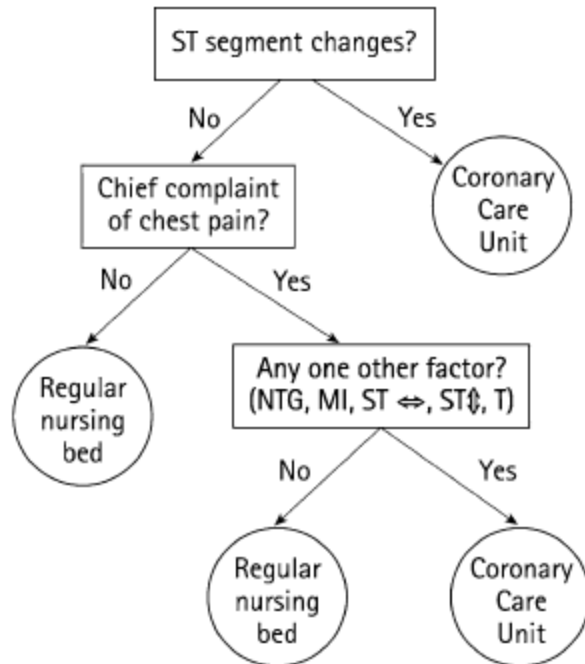 ST segment changes?
No
Yes
Chief complaint
of chest pain?
Coronary
Care
Unit
No
Yes
Regular
nursing
bed
Any one other factor?
(NTG, MI, ST ⇔, ST⇕, T)
No
Yes
Regular
nursing
bed
Coronary
Care
Unit